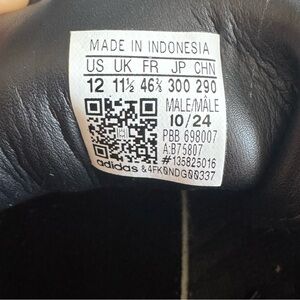 MADE IN INDONESIA
US UK FR JP CHN
12 11½ 46⅔ 300 290
MALE/MÂLE
10/24
PBB 698007
A:B75807
#135825016
adidas &4FK0NDG00337